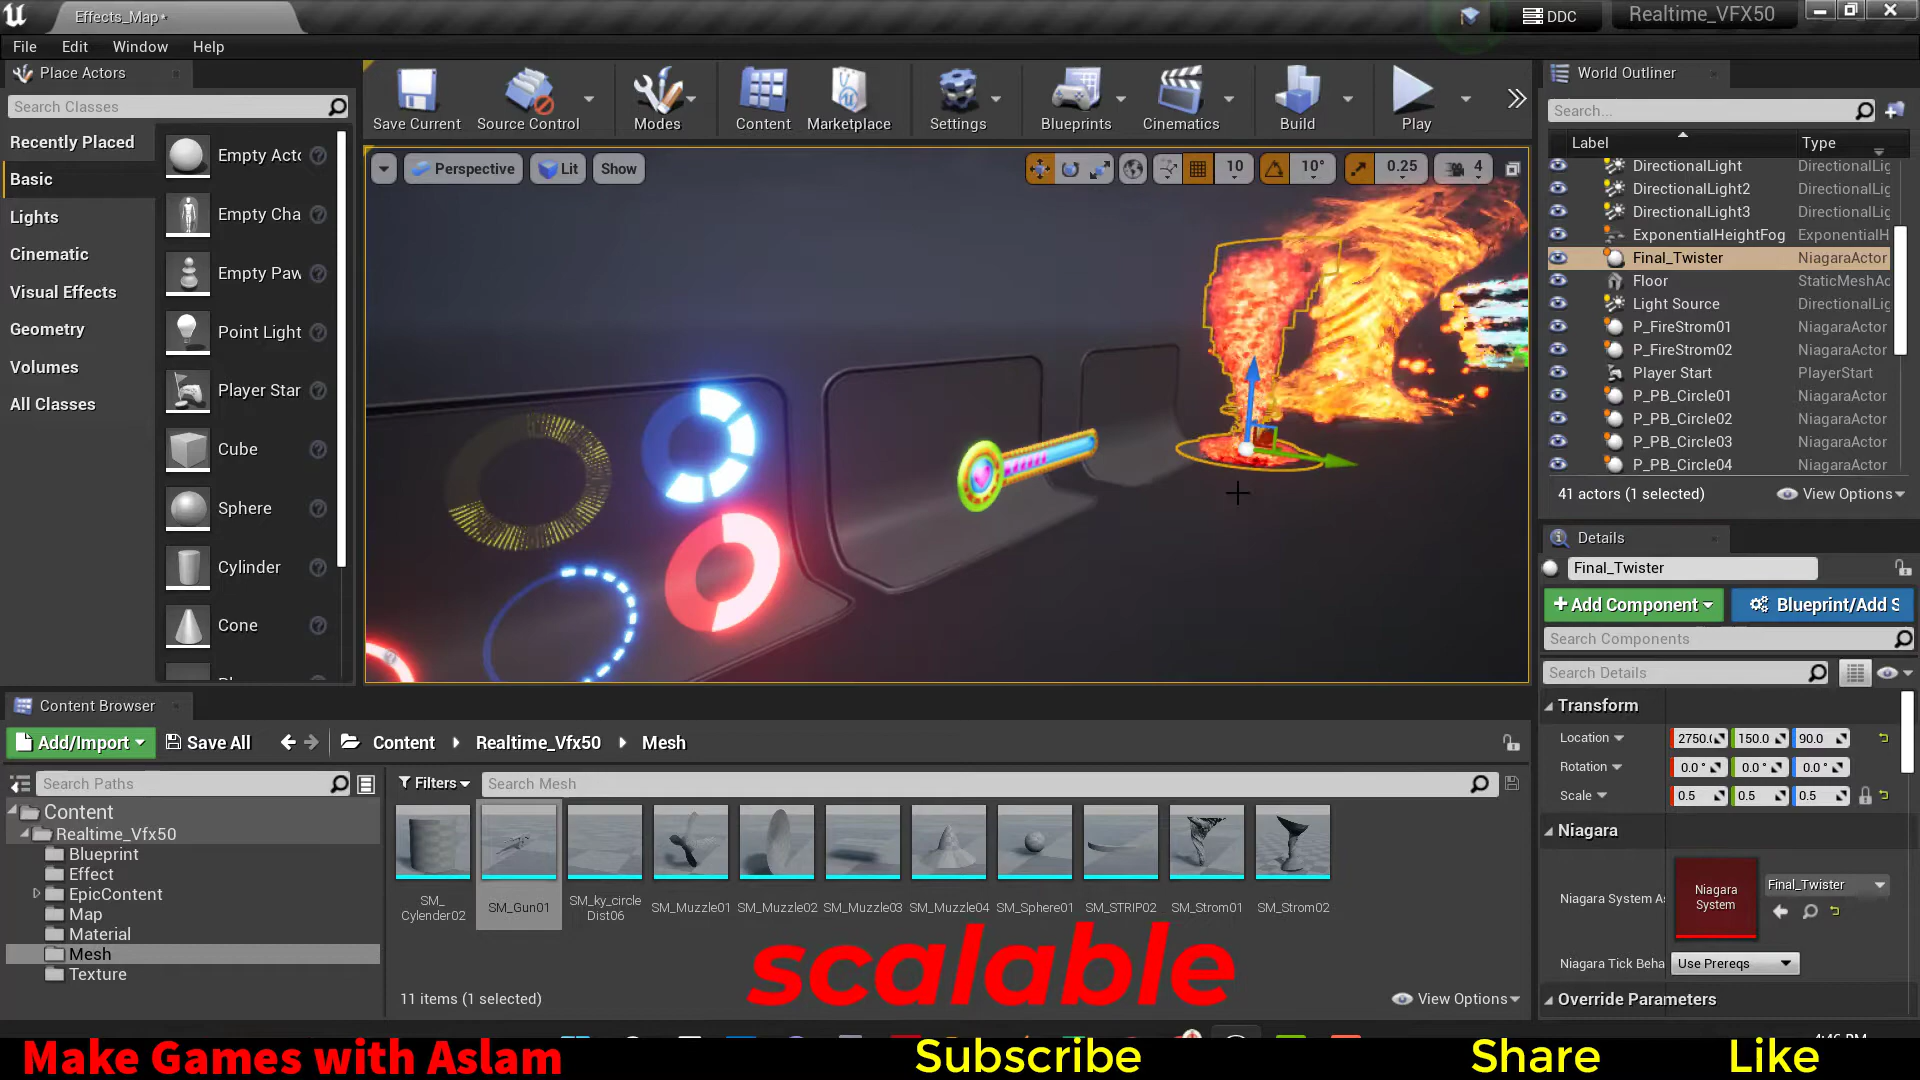 Effects_Map*
DDC
Realtime_VFX50
File
Edit
Window
Help
Place Actors
Search Classes
Recently Placed
Basic
Lights
Cinematic
Visual Effects
Geometry
Volumes
All Classes
Empty Acto
Empty Cha
Empty Paw
Point Light
Player Star
Cube
Sphere
Cylinder
Cone
Save Current
Source Control
Modes
Content
Marketplace
Settings
Blueprints
Cinematics
Build
Play
Perspective
Lit
Show
10
10°
0.25
4
World Outliner
Search...
Label
Type
DirectionalLight DirectionalLig
DirectionalLight2 DirectionalLig
DirectionalLight3 DirectionalLig
ExponentialHeightFog ExponentialH
Final_Twister NiagaraActor
Floor StaticMeshAc
Light Source DirectionalLig
P_FireStrom01 NiagaraActor
P_FireStrom02 NiagaraActor
Player Start PlayerStart
P_PB_Circle01 NiagaraActor
P_PB_Circle02 NiagaraActor
P_PB_Circle03 NiagaraActor
P_PB_Circle04 NiagaraActor
41 actors (1 selected)
View Options
Details
Final_Twister
+Add Component
Blueprint/Add S
Search Components
Search Details
Transform
Location 2750.( 150.0 90.0
Rotation 0.0 ° 0.0 ° 0.0 °
Scale 0.5 0.5 0.5
Niagara
Niagara System As
Niagara System
Final_Twister
Niagara Tick Beha
Use Prereqs
Override Parameters
Content Browser
Add/Import
Save All
Content
Realtime_Vfx50
Mesh
Search Paths
Filters
Search Mesh
Content
Realtime_Vfx50
Blueprint
Effect
EpicContent
Map
Material
Mesh
Texture
SM_
Cylender02
SM_Gun01
SM_ky_circle
Dist06
SM_Muzzle01
SM_Muzzle02
SM_Muzzle03
SM_Muzzle04
SM_Sphere01
SM_STRIP02
SM_Strom01
SM_Strom02
scalable
11 items (1 selected)
View Options
Make Games with Aslam
Subscribe
Share
Like